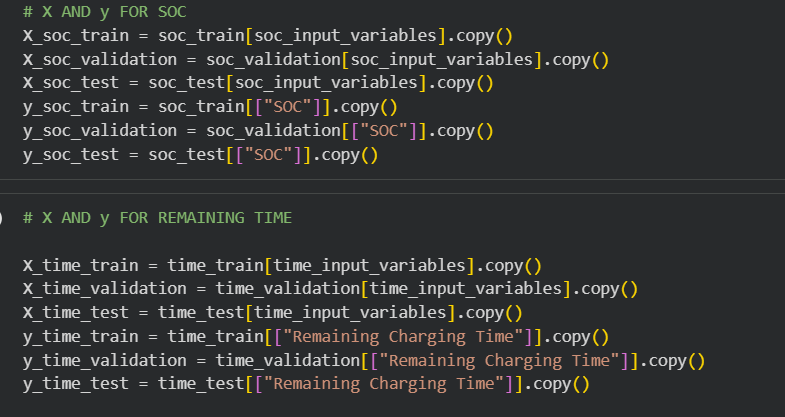 # X AND y FOR SOC
X_soc_train = soc_train[soc_input_variables].copy()
X_soc_validation = soc_validation[soc_input_variables].copy()
X_soc_test = soc_test[soc_input_variables].copy()
y_soc_train = soc_train[["SOC"]].copy()
y_soc_validation = soc_validation[["SOC"]].copy()
y_soc_test = soc_test[["SOC"]].copy()
# X AND y FOR REMAINING TIME
X_time_train = time_train[time_input_variables].copy()
X_time_validation = time_validation[time_input_variables].copy()
X_time_test = time_test[time_input_variables].copy()
y_time_train = time_train[["Remaining Charging Time"]].copy()
y_time_validation = time_validation[["Remaining Charging Time"]].copy()
y_time_test = time_test[["Remaining Charging Time"]].copy()